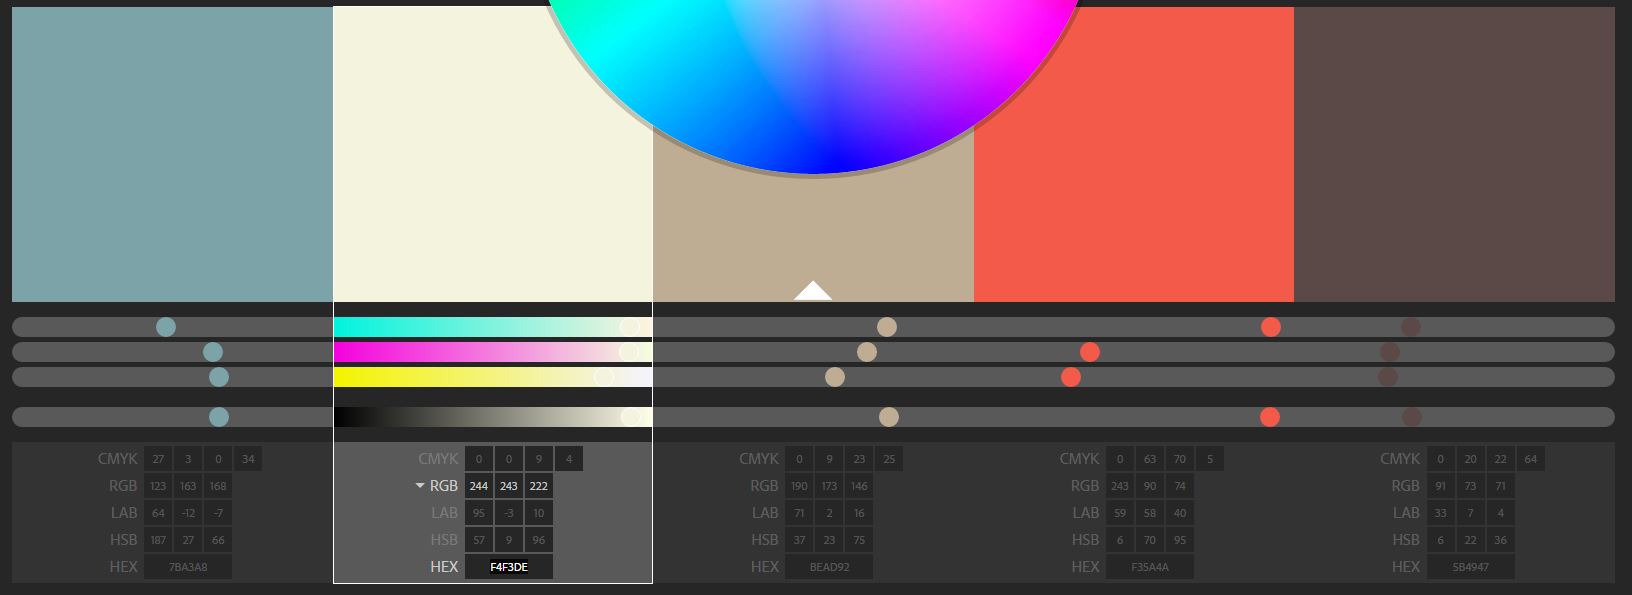 CMYK 27 3 0 34 CMYK 0 0 9 4 CMYK 0 9 23 25 CMYK 0 63 70 5 CMYK 0 20 22 64
RGB 123 163 168 RGB 244 243 222 RGB 190 173 146 RGB 243 90 74 RGB 91 73 71
LAB 64 -12 -7 LAB 95 -3 10 LAB 71 2 16 LAB 59 58 40 LAB 33 7 4
HSB 187 27 66 HSB 57 9 96 HSB 37 23 75 HSB 6 70 95 HSB 6 22 36
HEX 7BA3A8 HEX F4F3DE HEX BEAD92 HEX F35A4A HEX 5B4947